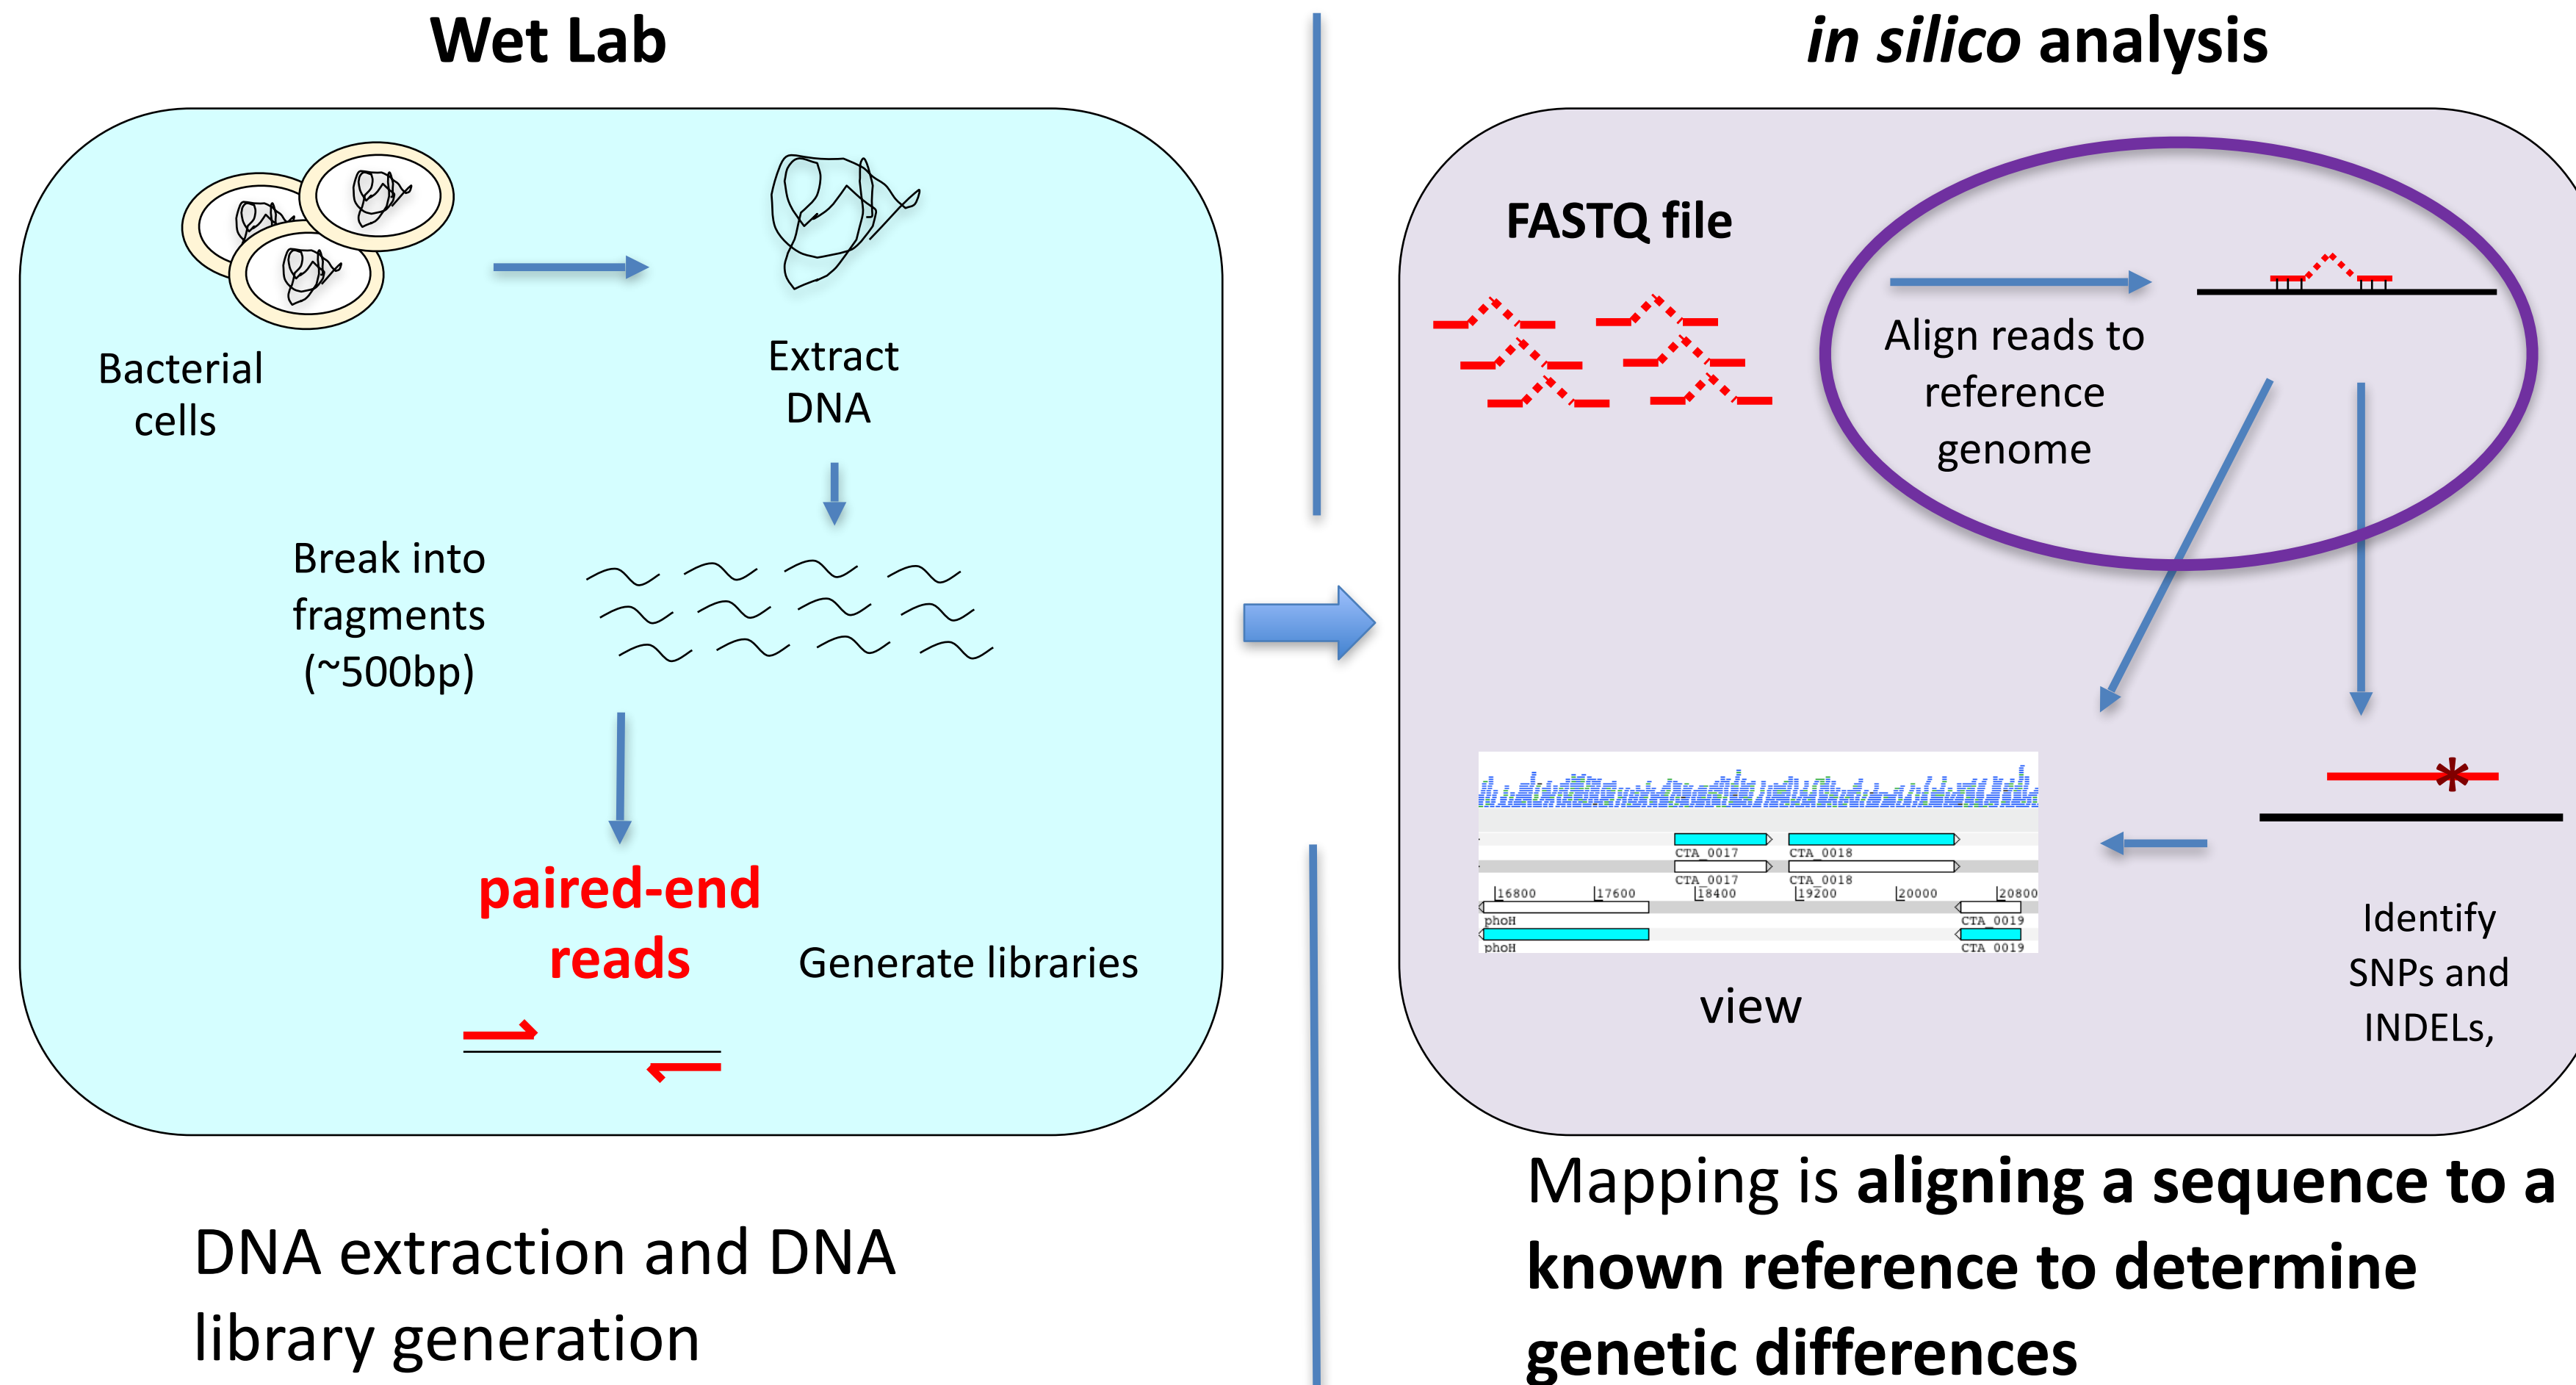 Wet Lab
Bacterial
cells
Extract
DNA
Break into
fragments
(~500bp)
paired-end
reads
Generate libraries
DNA extraction and DNA
library generation
in silico analysis
FASTQ file
Align reads to
reference
genome
CTA_0017 CTA_0018
CTA_0017 CTA_0018
16800 17600 18400 19200 20000 20800
phoH CTA_0019
phoH CTA_0019
view
*
Identify
SNPs and
INDELs,
Mapping is aligning a sequence to a
known reference to determine
genetic differences